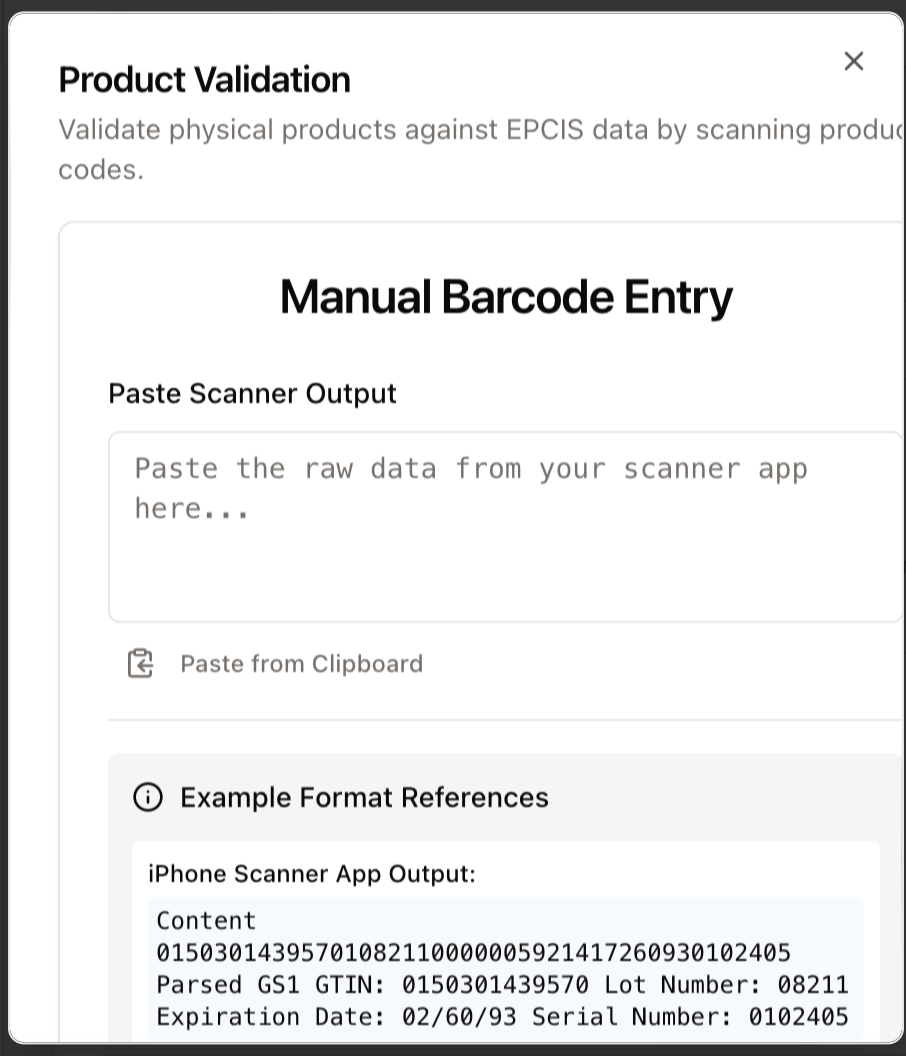 Product Validation
Validate physical products against EPCIS data by scanning produc
codes.
Manual Barcode Entry
Paste Scanner Output
Paste the raw data from your scanner app
here...
Paste from Clipboard
Example Format References
iPhone Scanner App Output:
Content
01503014395701082110000005921417260930102405
Parsed GS1 GTIN: 0150301439570 Lot Number: 08211
Expiration Date: 02/60/93 Serial Number: 0102405